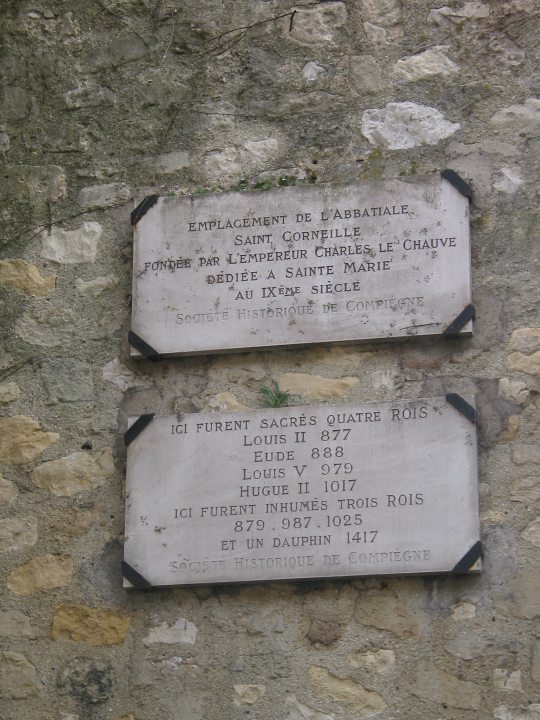 EMPLACEMENT DE L'ABBATIALE
SAINT CORNEILLE
FONDÉE PAR L'EMPEREUR CHARLES LE CHAUVE
DÉDIÉE A SAINTE MARIE
AU IXÈME SIÈCLE
SOCIÉTÉ HISTORIQUE DE COMPIÈGNE
ICI FURENT SACRÉS QUATRE ROIS
LOUIS II 877
EUDE 888
LOUIS V 979
HUGUE II 1017
ICI FURENT INHUMÉS TROIS ROIS
879.987.1025
ET UN DAUPHIN 1417
SOCIÉTÉ HISTORIQUE DE COMPIÈGNE